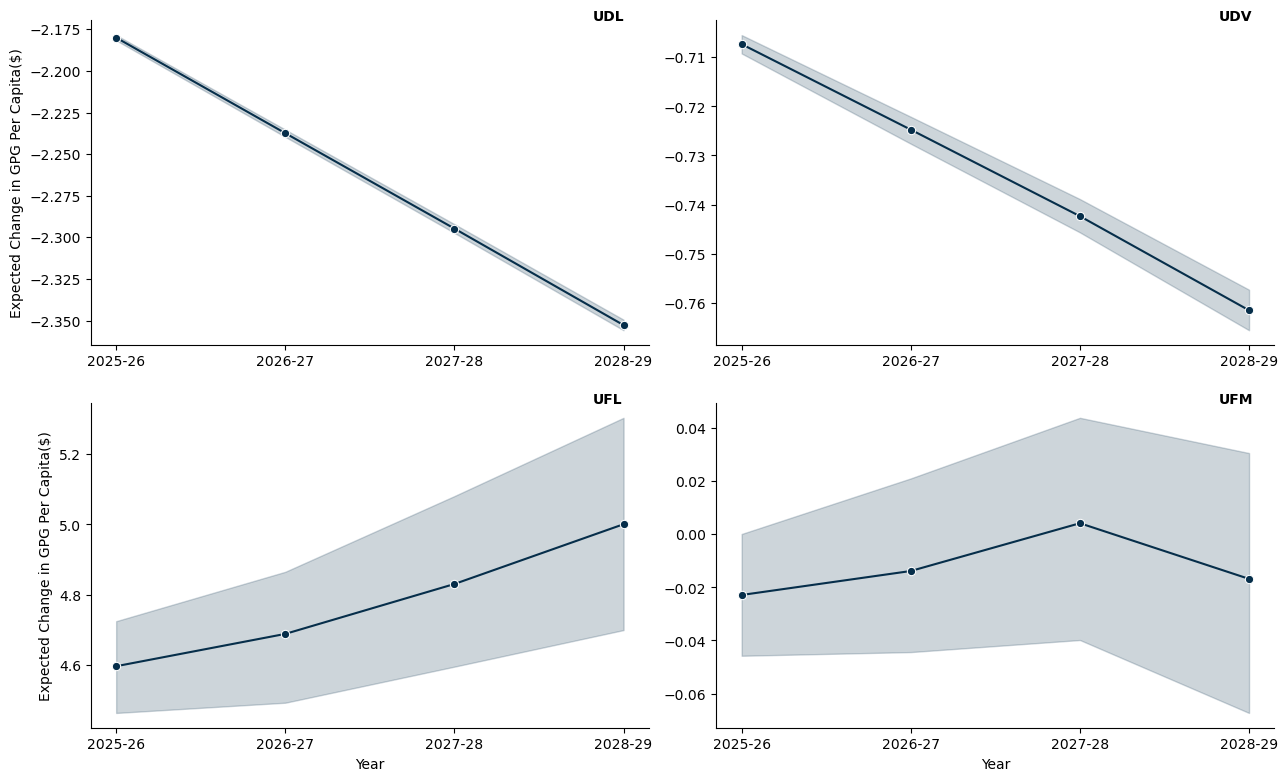 UDL
Expected Change in GPG Per Capita($)
−2.175
−2.200
−2.225
−2.250
−2.275
−2.300
−2.325
−2.350
2025-26 2026-27 2027-28 2028-29
UDV
−0.71
−0.72
−0.73
−0.74
−0.75
−0.76
2025-26 2026-27 2027-28 2028-29
UFL
Expected Change in GPG Per Capita($)
5.2
5.0
4.8
4.6
2025-26 2026-27 2027-28 2028-29
Year
UFM
0.04
0.02
0.00
−0.02
−0.04
−0.06
2025-26 2026-27 2027-28 2028-29
Year